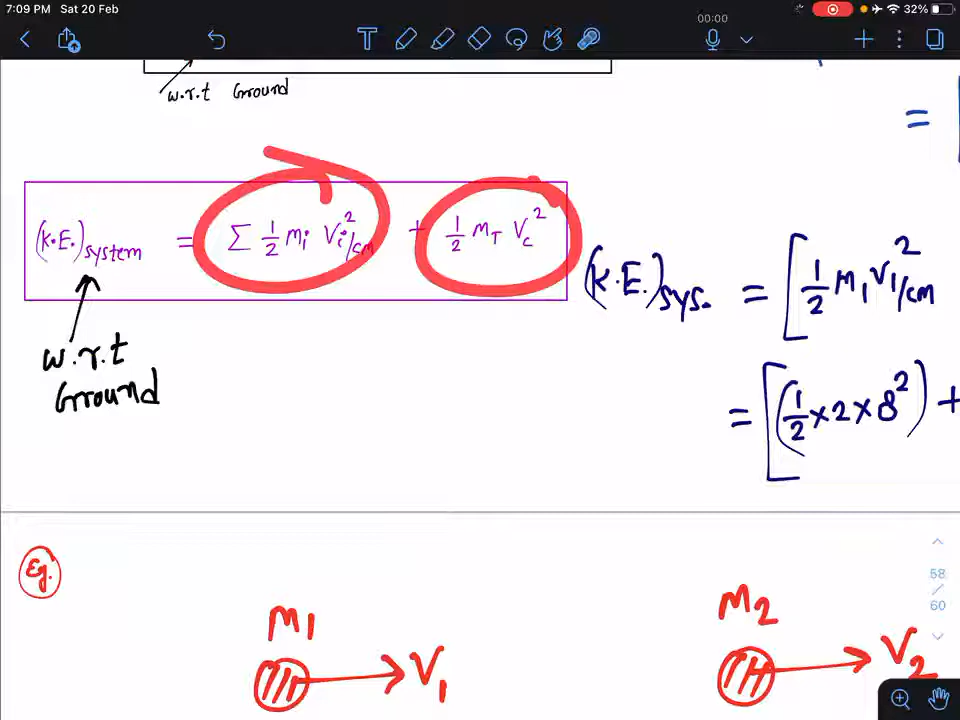 7:09 PM Sat 20 Feb
00:00
32%
w.r.t Ground
=
(K.E.)system = Σ 1/2 mi Vi/cm² + 1/2 MT Vc²
w.r.t
Ground
(K.E.)sys. = [1/2 M1 V1/cm²
= [(1/2 × 2 × 8²) +
58
/
60
Eg.
M1
M2
V1
V2